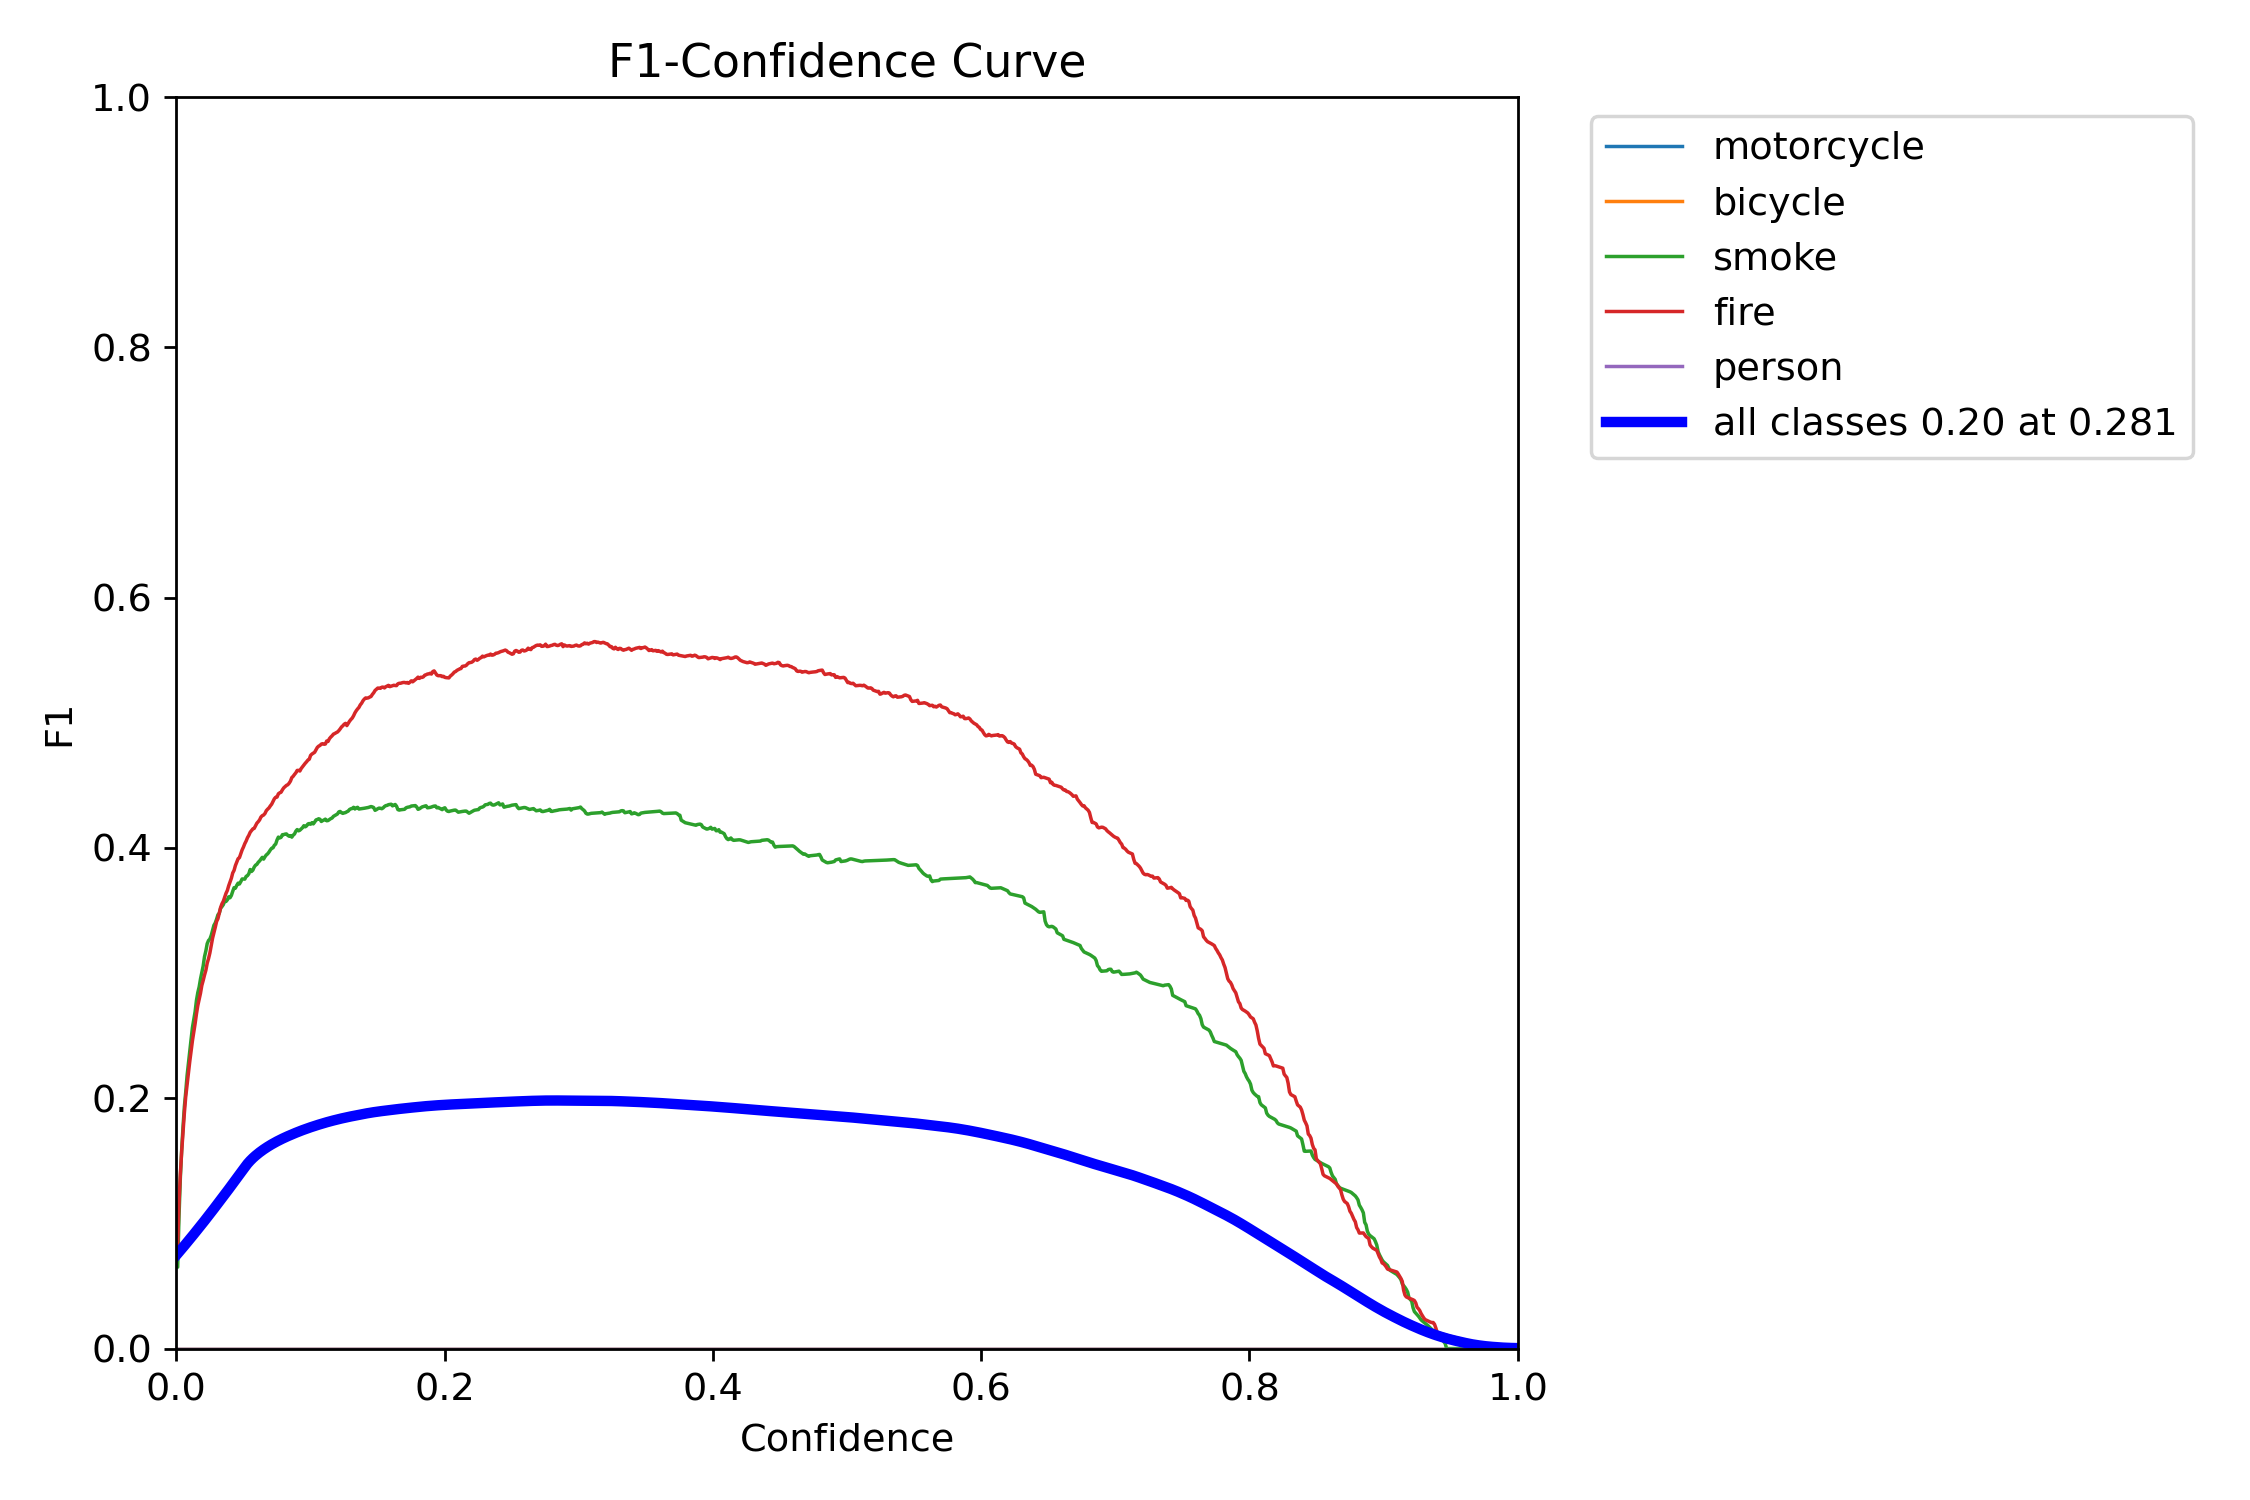 F1-Confidence Curve
1.0
0.8
0.6
0.4
0.2
0.0
F1
0.0 0.2 0.4 0.6 0.8 1.0
Confidence
motorcycle
bicycle
smoke
fire
person
all classes 0.20 at 0.281